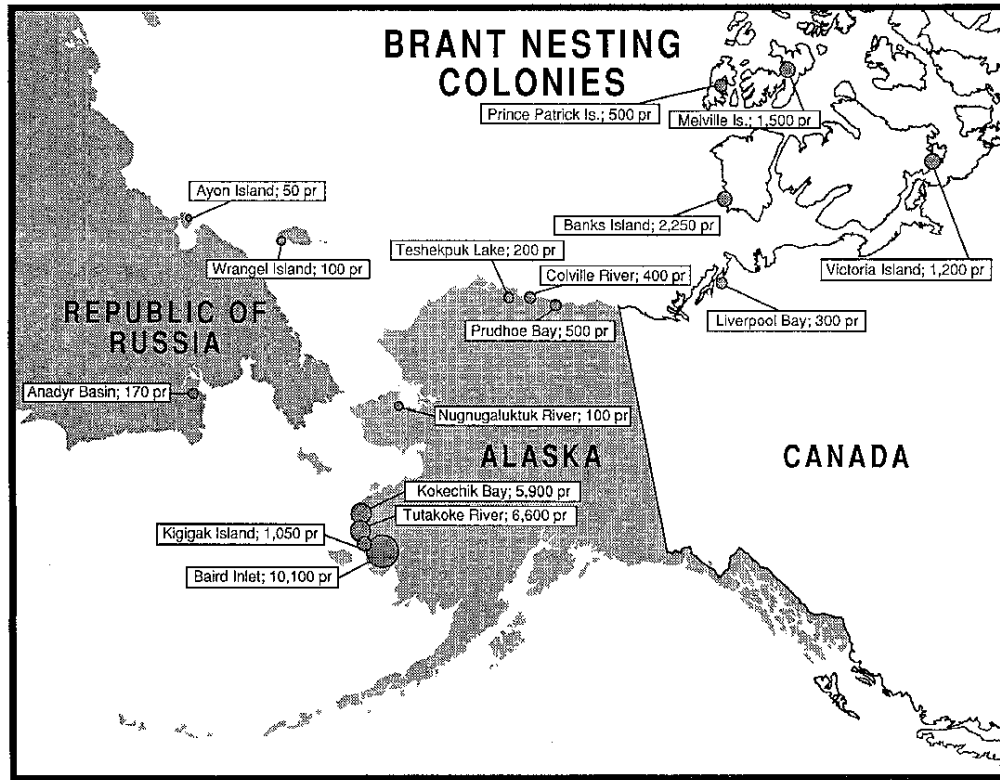 BRANT NESTING
COLONIES
Prince Patrick Is.; 500 pr
Melville Is.; 1,500 pr
Ayon Island; 50 pr
Banks Island; 2,250 pr
Teshekpuk Lake; 200 pr
Wrangel Island; 100 pr
Colville River; 400 pr
Victoria Island; 1,200 pr
REPUBLIC OF
RUSSIA
Prudhoe Bay; 500 pr
Liverpool Bay; 300 pr
Anadyr Basin; 170 pr
Nugnugaluktuk River; 100 pr
ALASKA
CANADA
Kokechik Bay; 5,900 pr
Tutakoke River; 6,600 pr
Kigigak Island; 1,050 pr
Baird Inlet; 10,100 pr